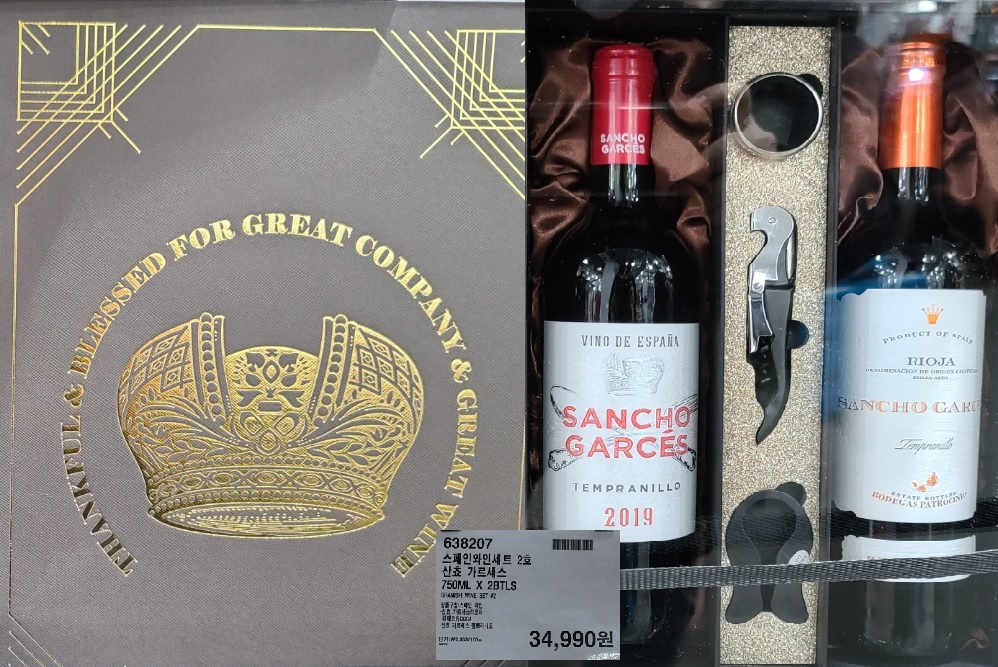 THANKFUL & BLESSED FOR GREAT COMPANY & GREAT WINE
SANCHO
GARCÉS
VINO DE ESPAÑA
SANCHO
GARCÉS
TEMPRANILLO
2019
PRODUCT OF SPAIN
RIOJA
SANCHO GARC
Tempranillo
ESTATE BOTTLED
BODEGAS PATROCINIO
638207
스페인와인세트 2호
산쵸 가르세스
750ML X 2BTLS
SPANISH WINE SET #2
34,990원